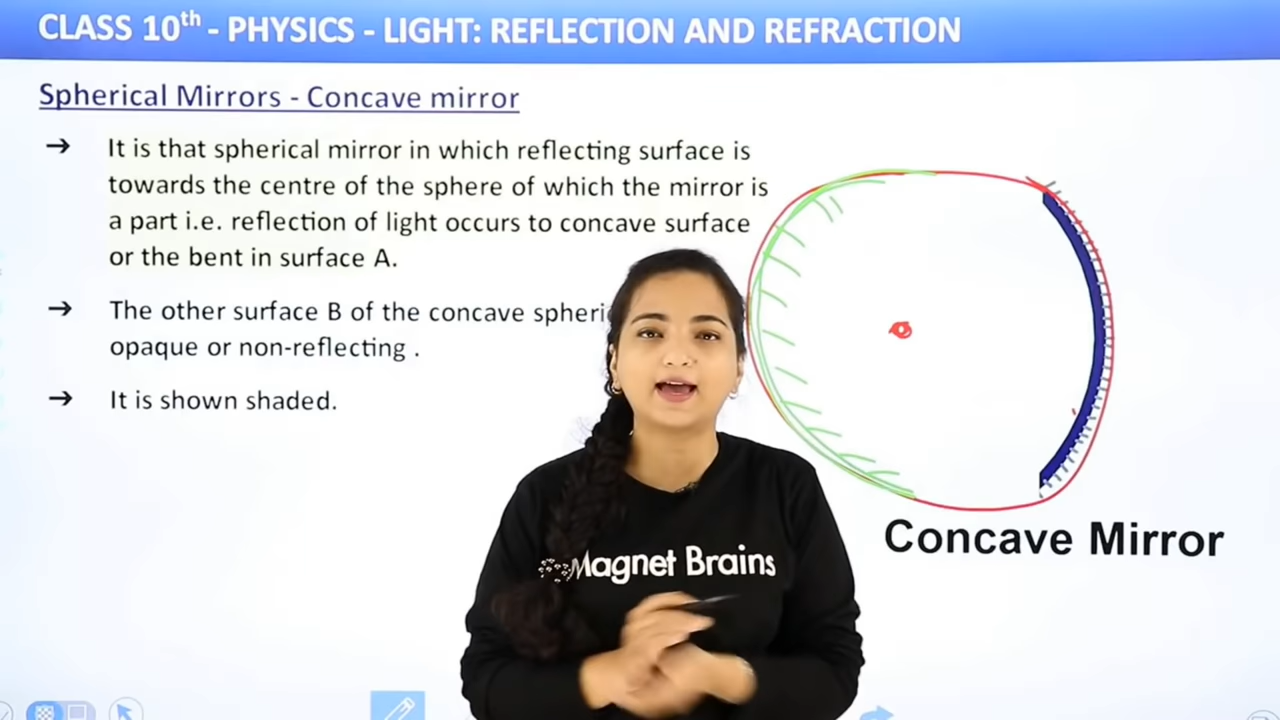 CLASS 10th - PHYSICS - LIGHT: REFLECTION AND REFRACTION
Spherical Mirrors - Concave mirror
➔ It is that spherical mirror in which reflecting surface is
towards the centre of the sphere of which the mirror is
a part i.e. reflection of light occurs to concave surface
or the bent in surface A.
➔ The other surface B of the concave
opaque or non-reflecting .
➔ It is shown shaded.
Concave Mirror
Magnet Brains